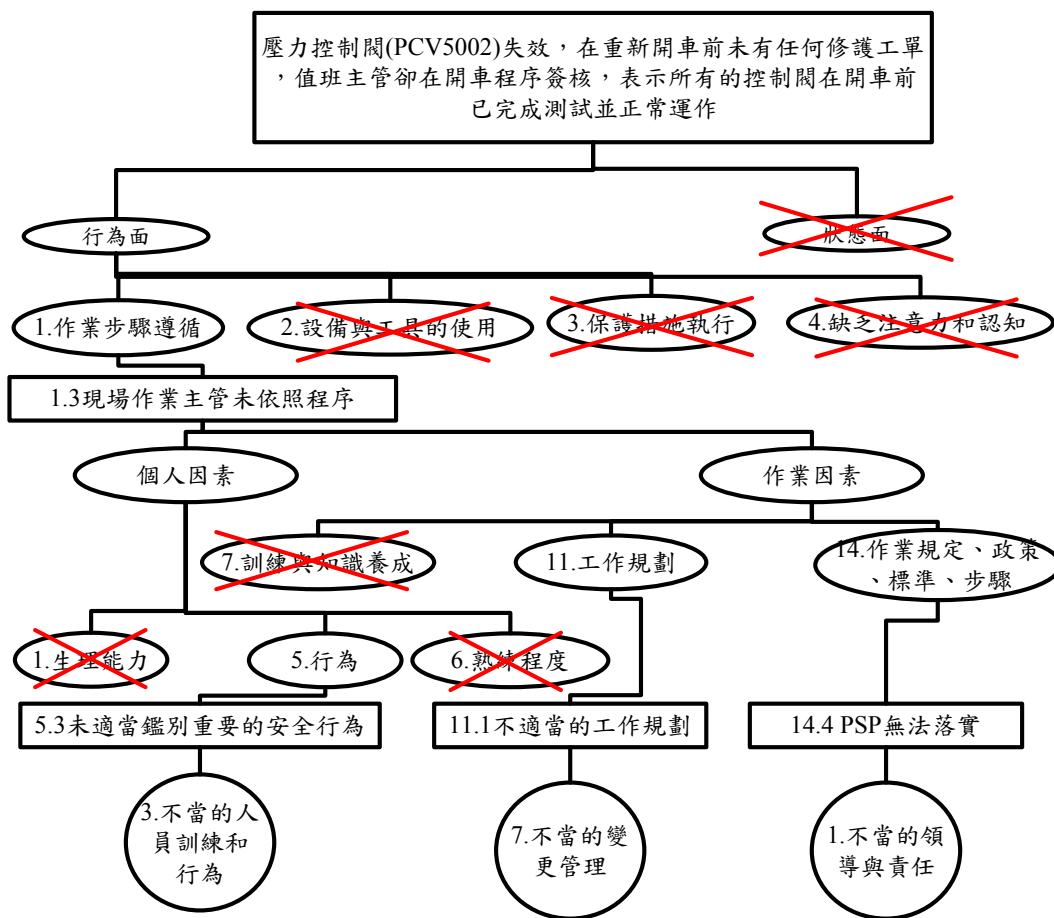 壓力控制閥(PCV5002)失效，在重新開車前未有任何修護工單
，值班主管卻在開車程序簽核，表示所有的控制閥在開車前
已完成測試並正常運作
行為面
狀態面
1.作業步驟遵循
2.設備與工具的使用
3.保護措施執行
4.缺乏注意力和認知
1.3現場作業主管未依照程序
個人因素
作業因素
7.訓練與知識養成
11.工作規劃
14.作業規定、政策
、標準、步驟
1.生理能力
5.行為
6.熟練程度
5.3未適當鑑別重要的安全行為
11.1不適當的工作規劃
14.4 PSP無法落實
3.不當的人
員訓練和
行為
7.不當的變
更管理
1.不當的領
導與責任